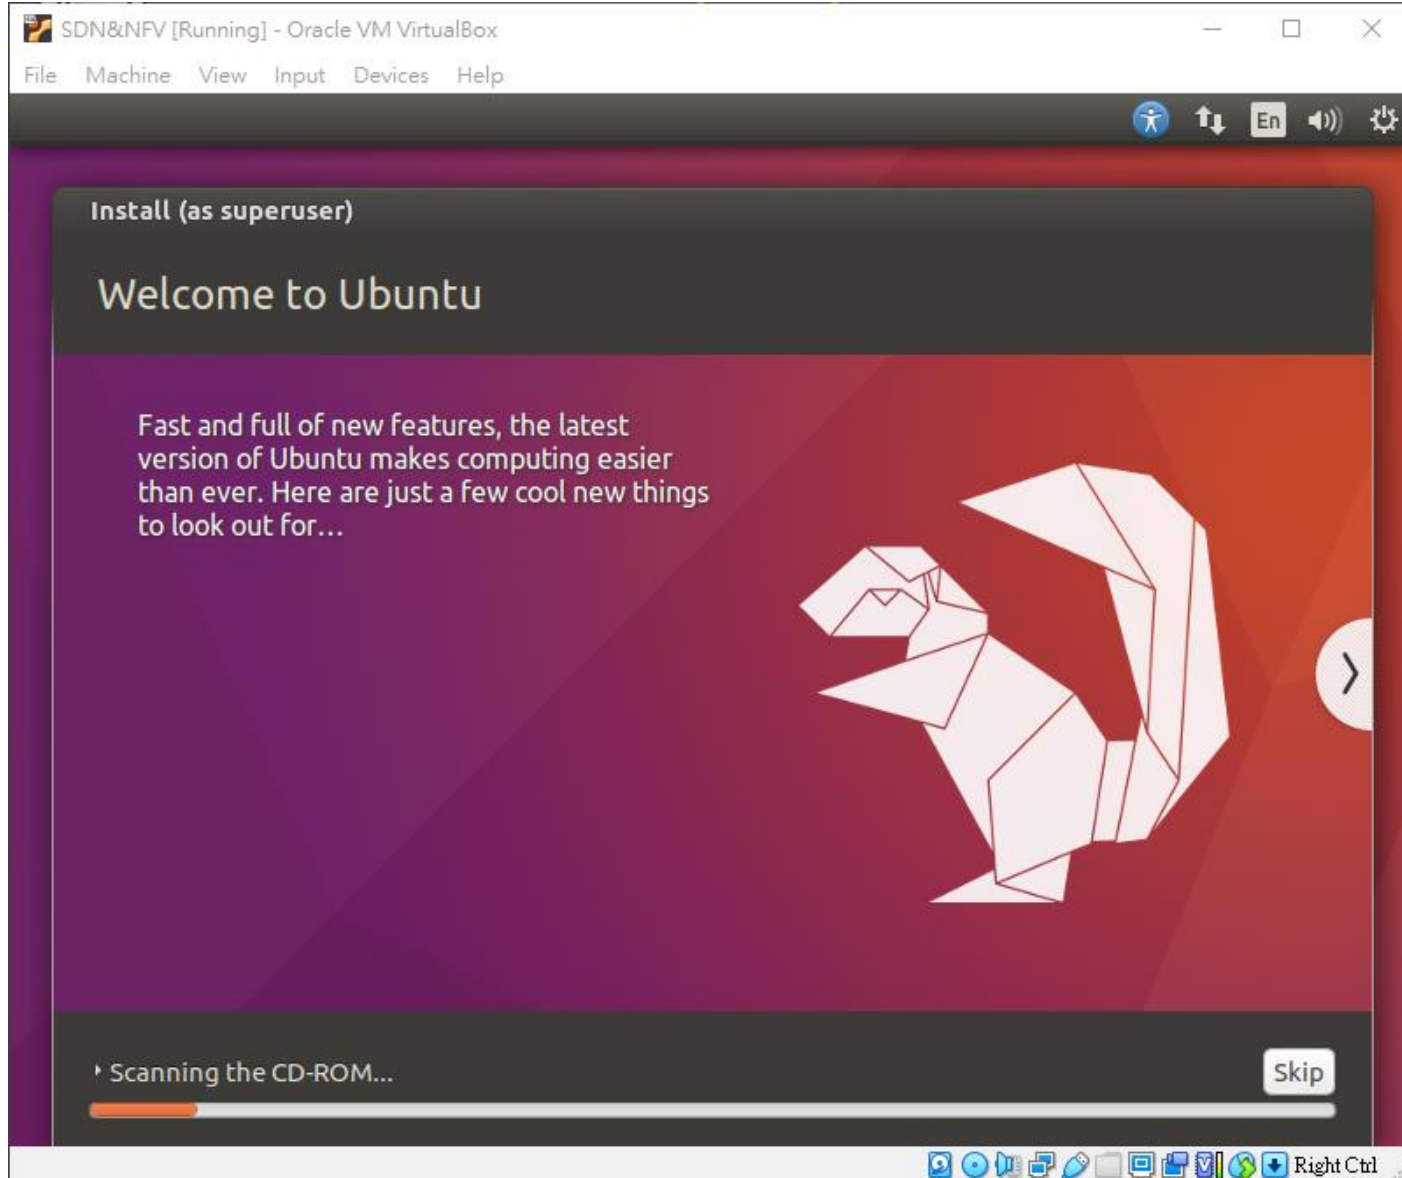 SDN&NFV [Running] - Oracle VM VirtualBox
File Machine View Input Devices Help
En
Install (as superuser)
Welcome to Ubuntu
Fast and full of new features, the latest
version of Ubuntu makes computing easier
than ever. Here are just a few cool new things
to look out for…
Scanning the CD-ROM...
Skip
Right Ctrl